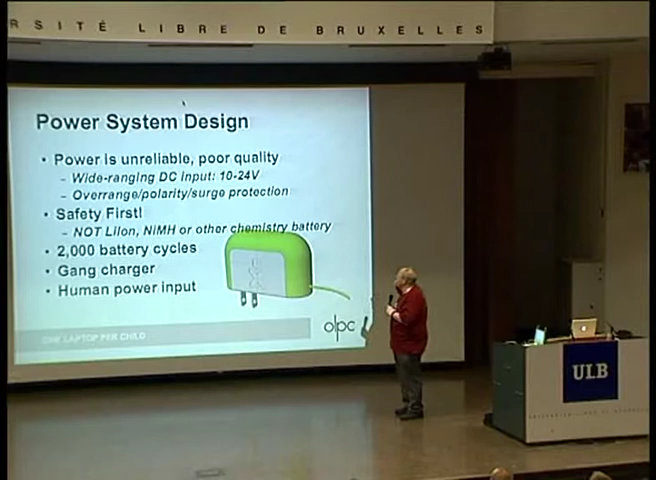 RSITÉ LIBRE DE BRUXELLES
Power System Design
• Power is unreliable, poor quality
– Wide-ranging DC input: 10-24V
– Overrange/polarity/surge protection
• Safety First!
– NOT LiIon, NiMH or other chemistry battery
• 2,000 battery cycles
• Gang charger
• Human power input
ONE LAPTOP PER CHILD
olpc
ULB